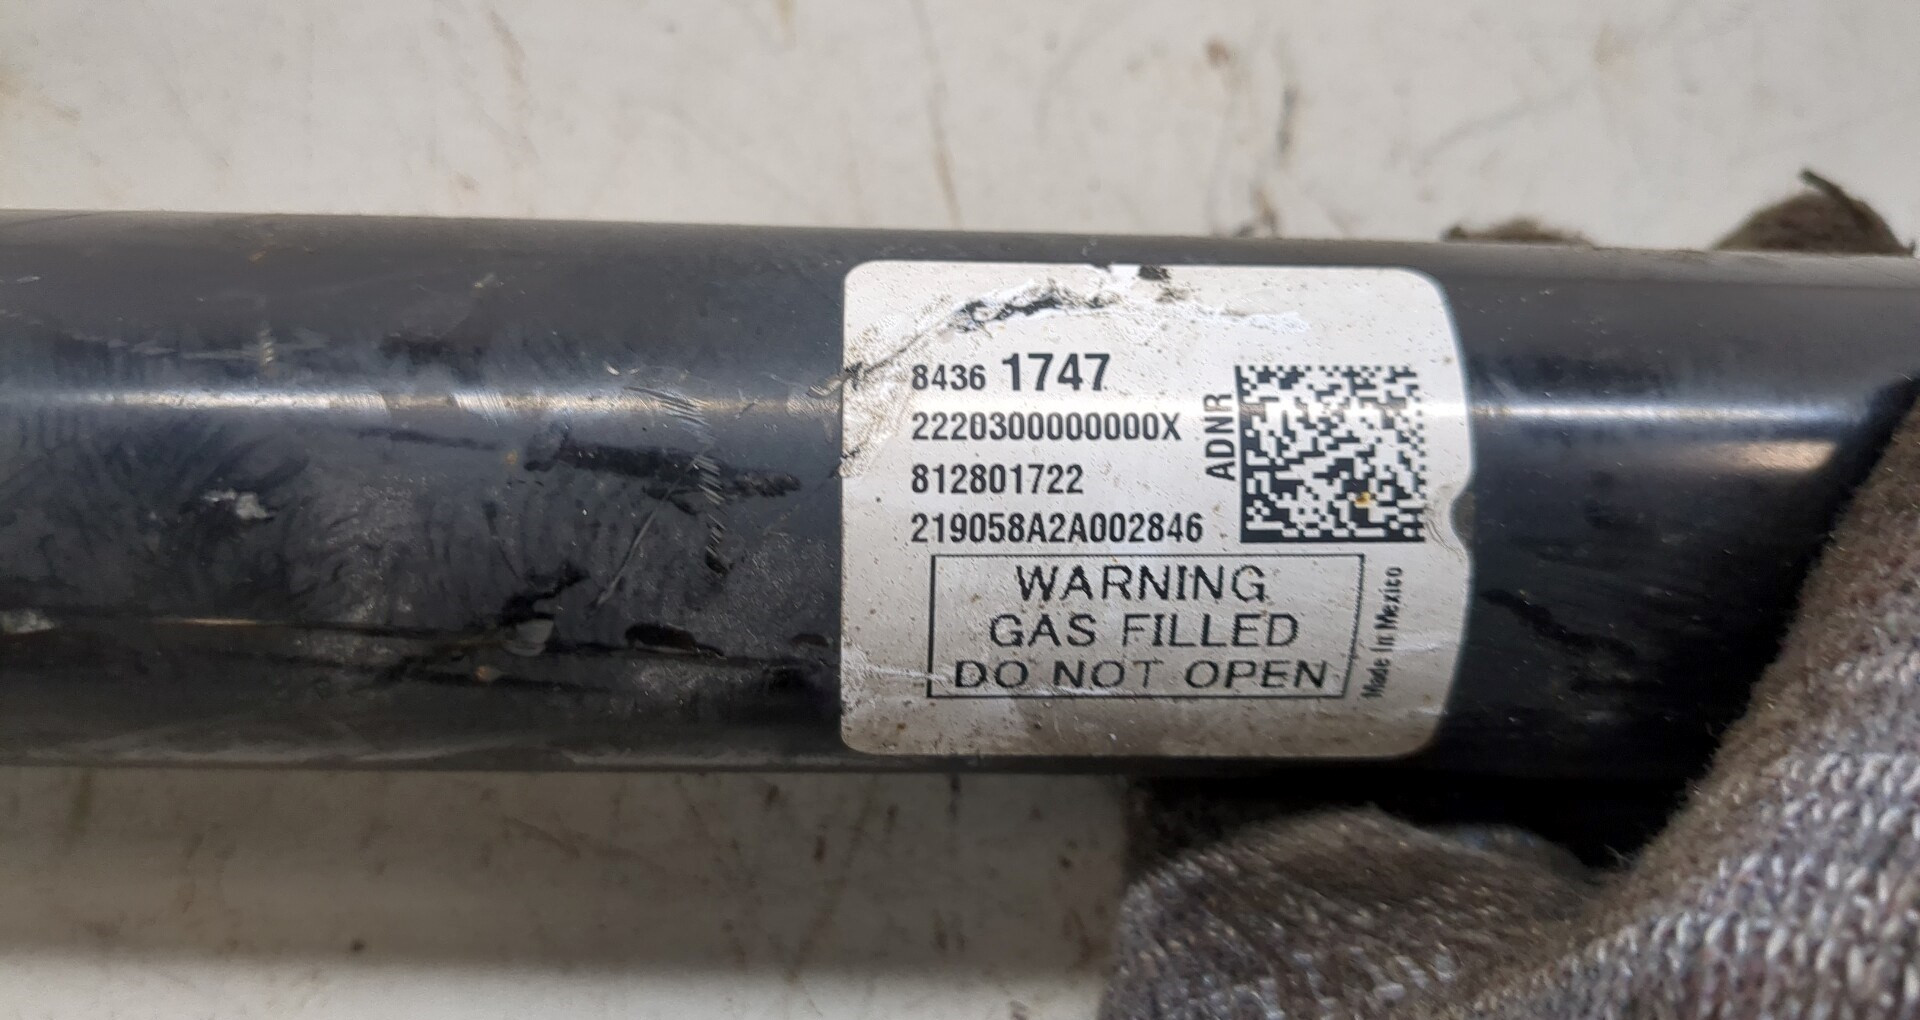 8436 1747
2220300000000X
812801722
219058A2A002846
ADNR
WARNING
GAS FILLED
DO NOT OPEN
Made in Mexico